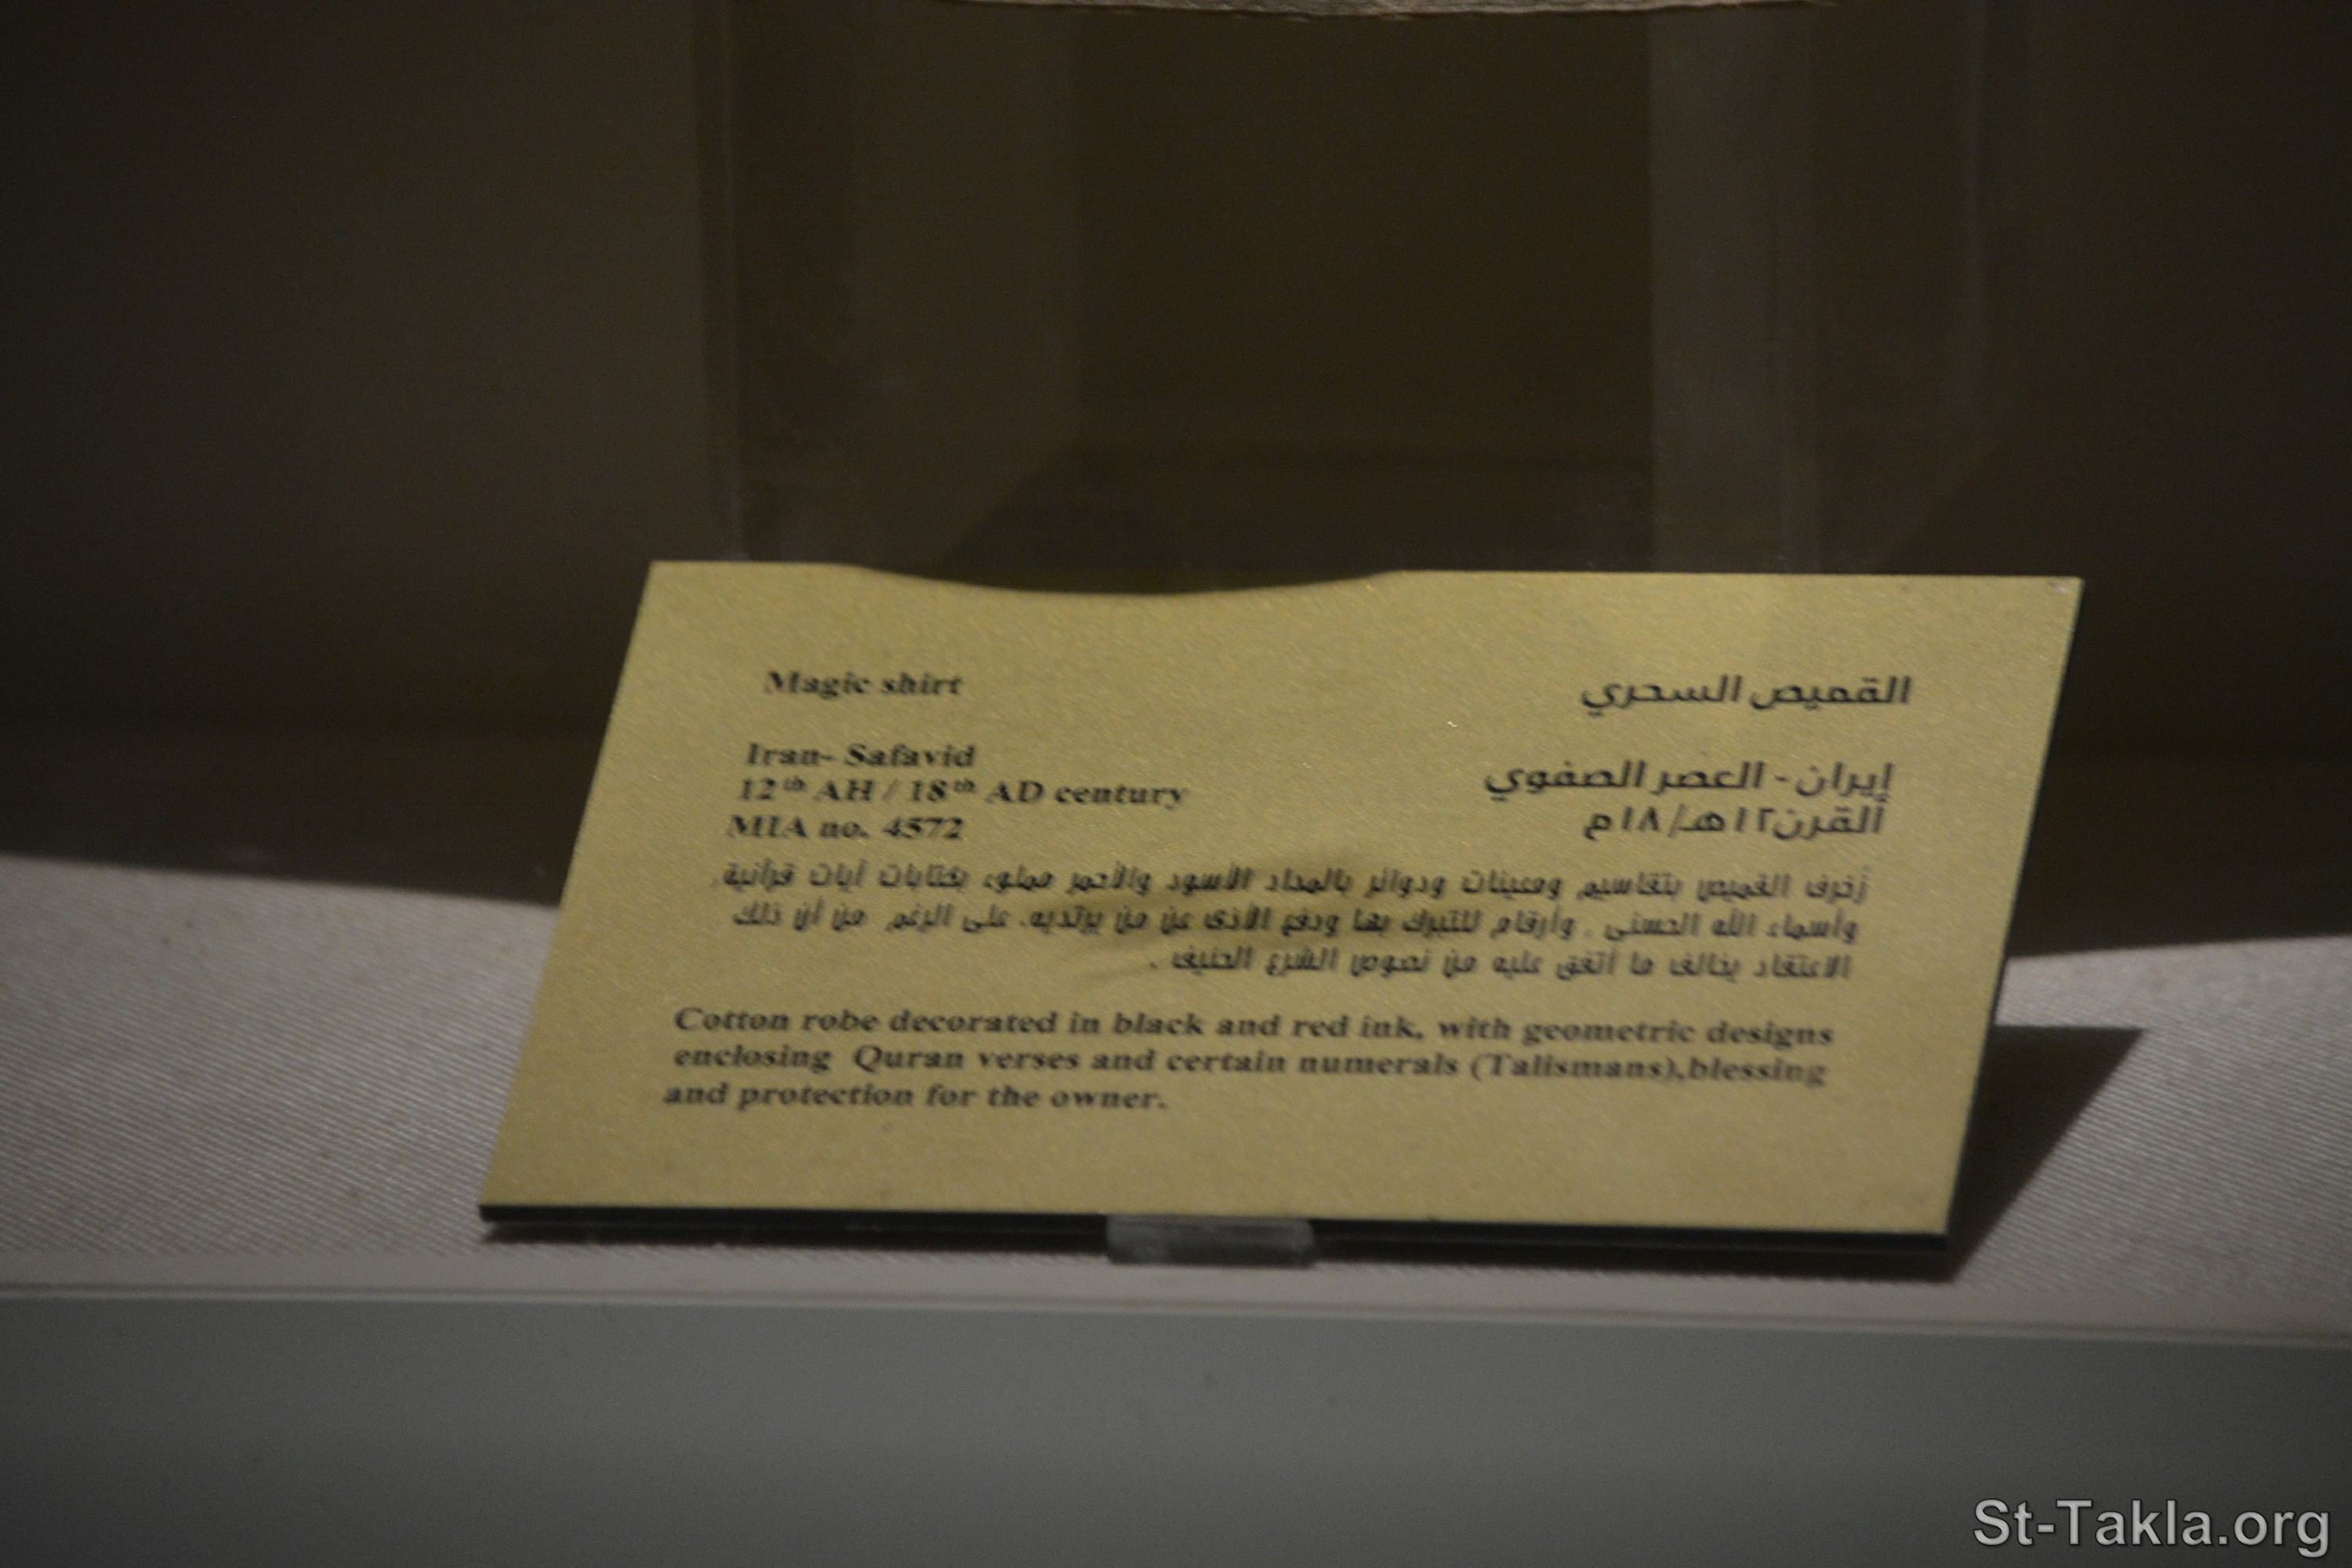 Magic shirt
Iran- Safavid
12th AH / 18th AD century
MIA no. 4572
القميص السحري
إيران - العصر الصفوي
القرن١٢هـ/ ١٨م
زُخرف القميص بتقاسيم ومعينات ودوائر بالمداد الأسود والأحمر مملوء بكتابات آيات قرآنية,
وأسماء الله الحسنى , وأرقام للتبرك بها ودفع الأذى عن من يرتديه. على الرغم من أن ذلك
الاعتقاد يخالف ما أتفق عليه من نصوص الشرع الحنيف .
Cotton robe decorated in black and red ink, with geometric designs
enclosing Quran verses and certain numerals (Talismans),blessing
and protection for the owner.
St-Takla.org